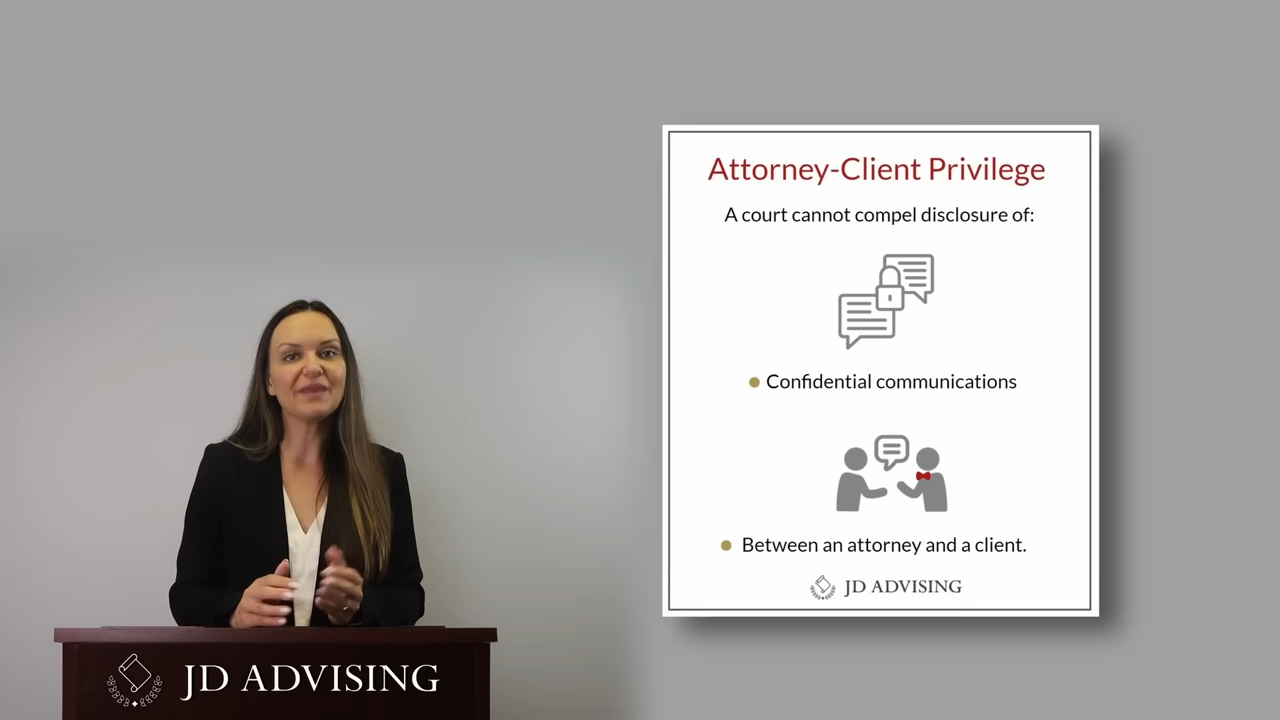 Attorney-Client Privilege
A court cannot compel disclosure of:
Confidential communications
Between an attorney and a client.
JD ADVISING
JD ADVISING